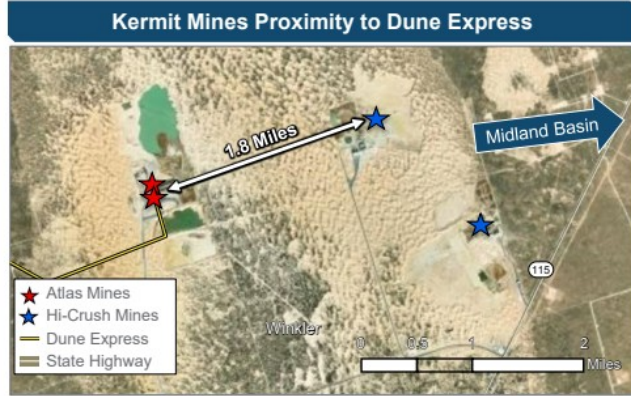 Kermit Mines Proximity to Dune Express
1.8 Miles
Midland Basin
115
Atlas Mines
Hi-Crush Mines
Dune Express
State Highway
Winkler
0 0.5 1 2
Miles